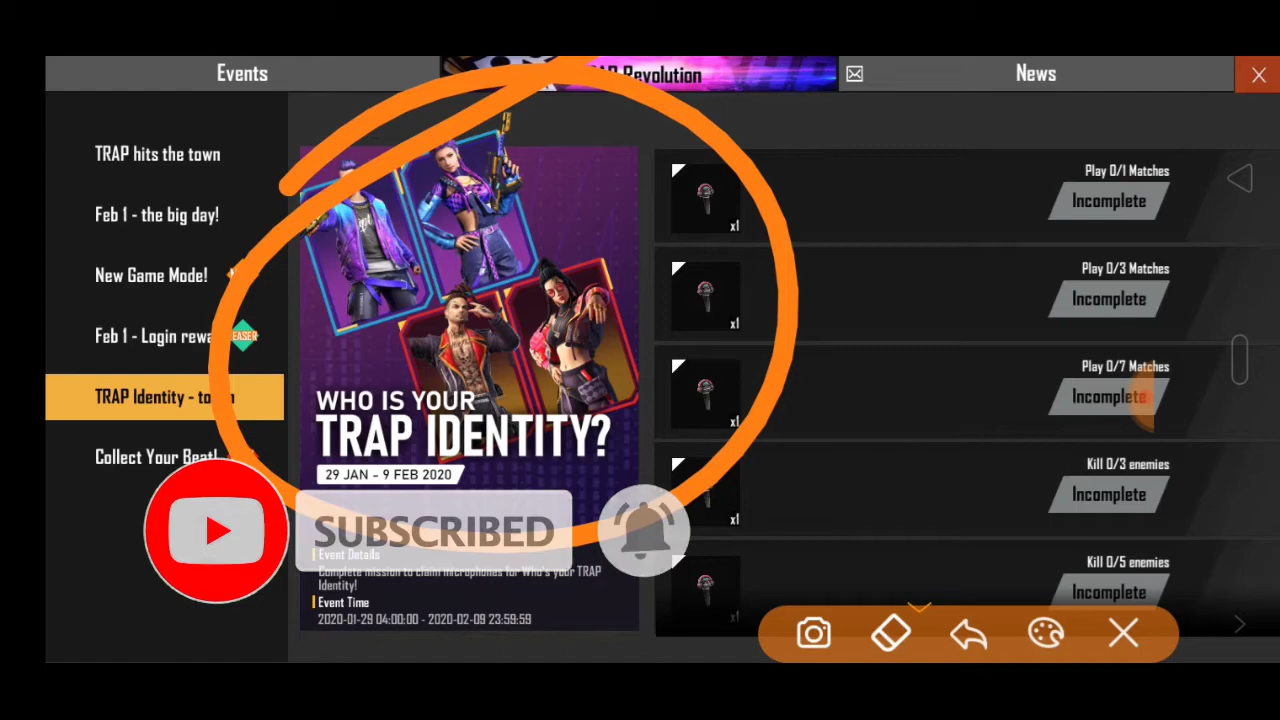 Events
Revolution
News
TRAP hits the town
Feb 1 - the big day!
New Game Mode!
Feb 1 - Login
TRAP Identity -
Collect Your Beat!
WHO IS YOUR
TRAP IDENTITY?
29 JAN - 9 FEB 2020
SUBSCRIBED
Event Details
Complete mission to claim microphones for Who's your TRAP
Identity!
Event Time
2020-01-29 04:00:00 - 2020-02-09 23:59:59
x1
Play 0/1 Matches
Incomplete
x1
Play 0/3 Matches
Incomplete
x1
Play 0/7 Matches
Incomplete
x1
Kill 0/3 enemies
Incomplete
x1
Kill 0/5 enemies
Incomplete